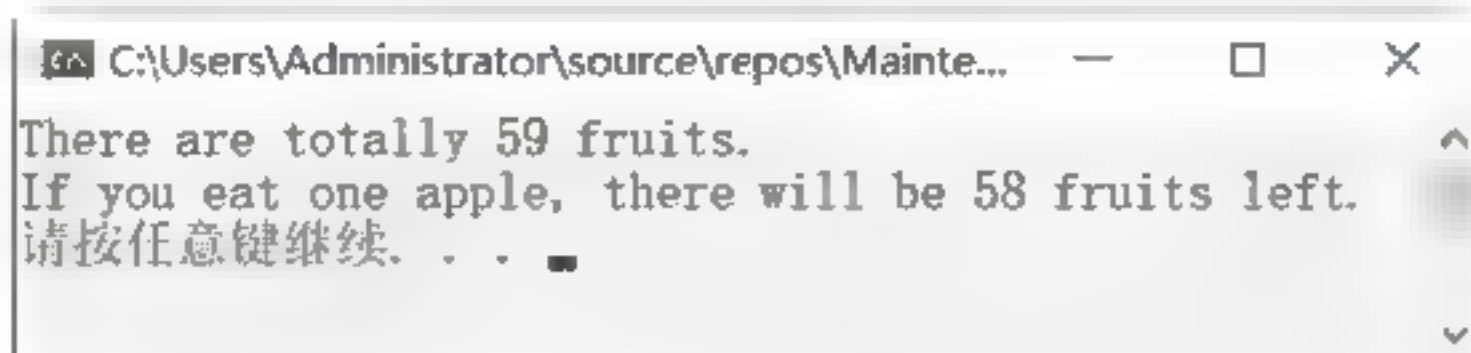 C:\Users\Administrator\source\repos\Mainte...
There are totally 59 fruits.
If you eat one apple, there will be 58 fruits left.
请按任意键继续. . .